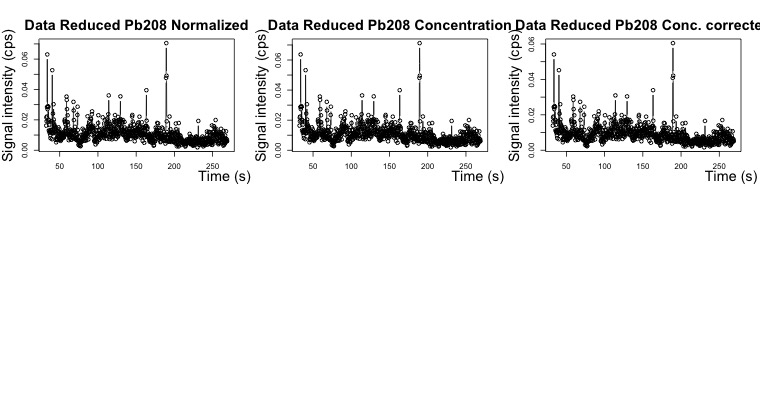 Data Reduced Pb208 Normalized
Signal intensity (cps)
0.00 0.02 0.04 0.06
50 100 150 200 250
Time (s)
Data Reduced Pb208 Concentration
Signal intensity (cps)
0.00 0.02 0.04 0.06
50 100 150 200 250
Time (s)
Data Reduced Pb208 Conc. correcte
Signal intensity (cps)
0.00 0.02 0.04 0.06
50 100 150 200 250
Time (s)